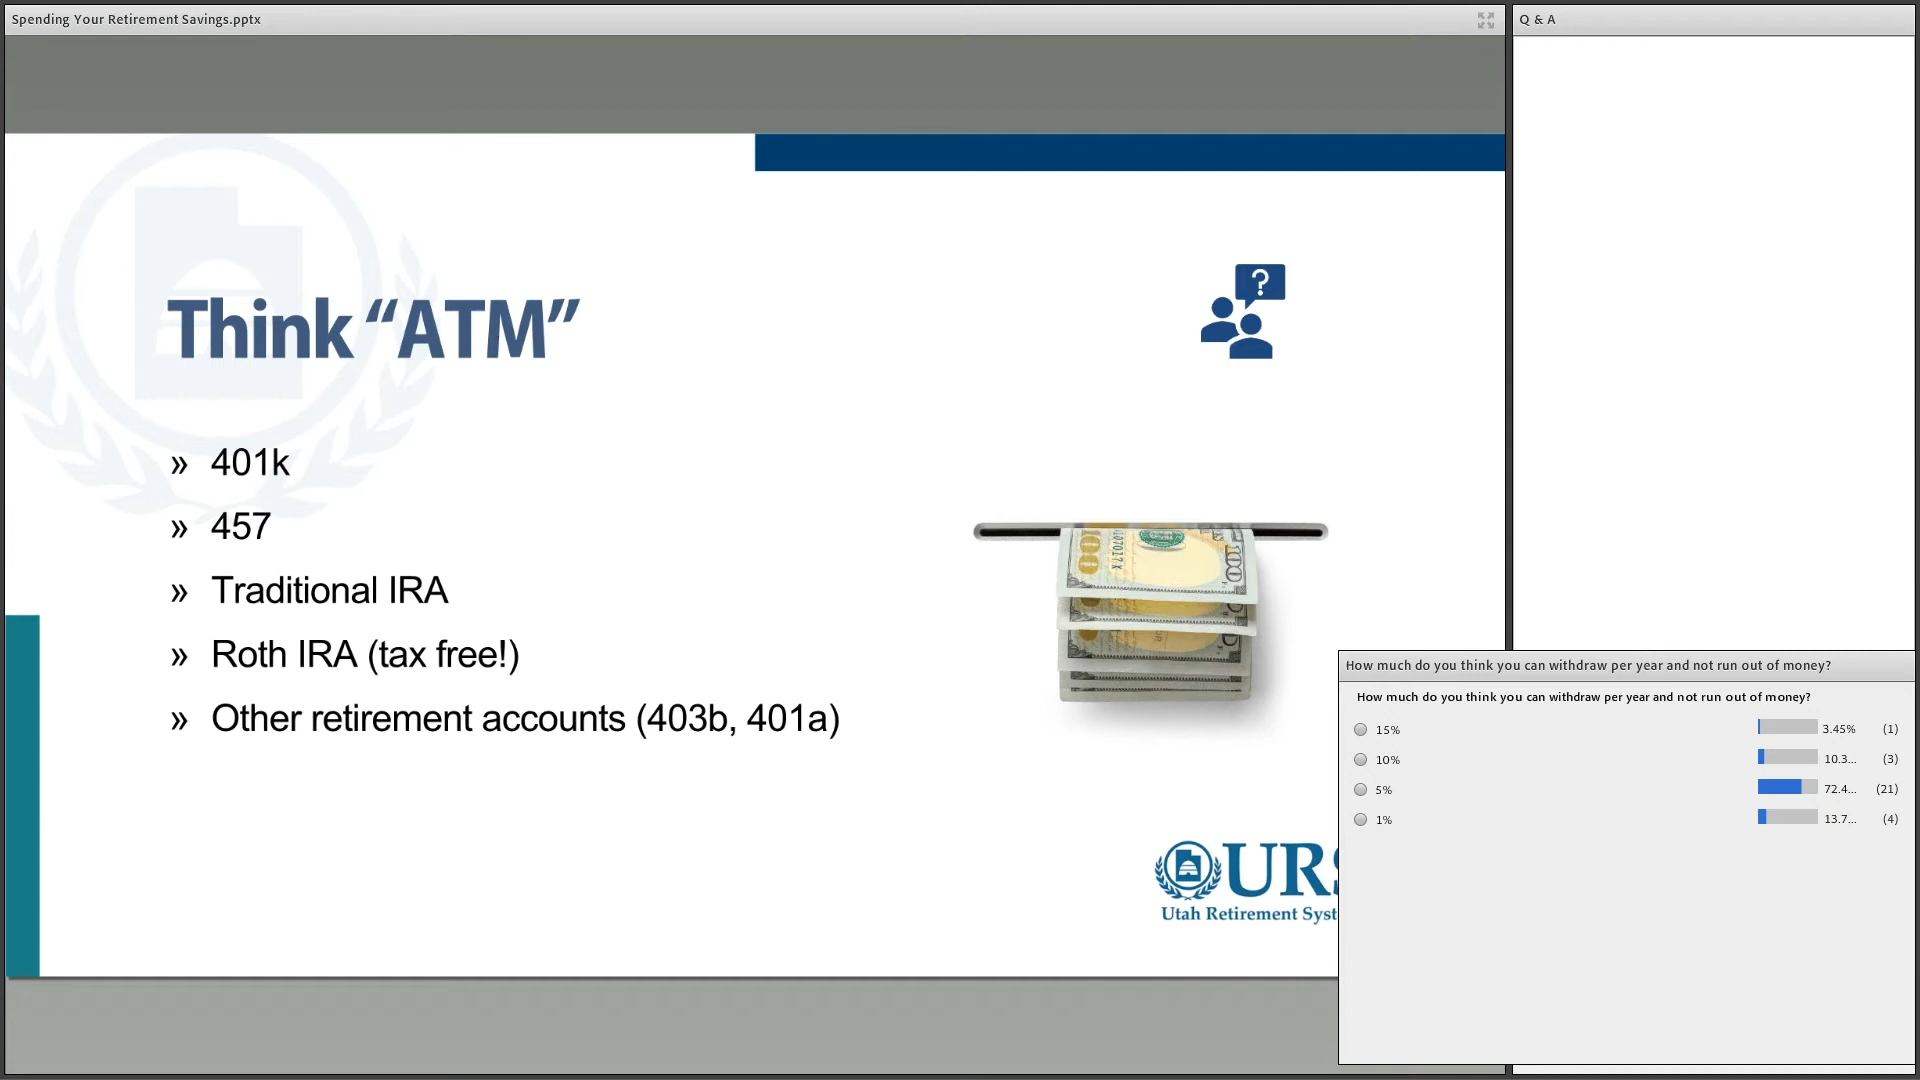 Spending Your Retirement Savings.pptx
Q & A
Think “ATM”
?
» 401k
» 457
» Traditional IRA
» Roth IRA (tax free!)
» Other retirement accounts (403b, 401a)
URS
Utah Retirement Syst
How much do you think you can withdraw per year and not run out of money?
How much do you think you can withdraw per year and not run out of money?
15% 3.45% (1)
10% 10.3... (3)
5% 72.4... (21)
1% 13.7... (4)